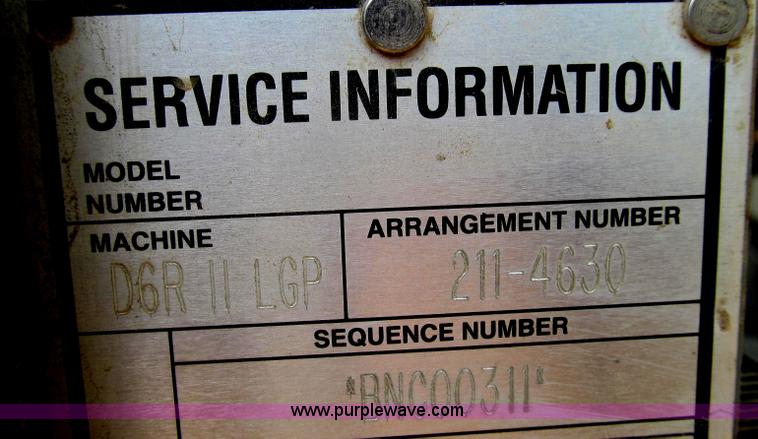 SERVICE INFORMATION
MODEL
NUMBER
MACHINE
D6R II LGP
ARRANGEMENT NUMBER
211-4630
SEQUENCE NUMBER
*BNC00311*
www.purplewave.com